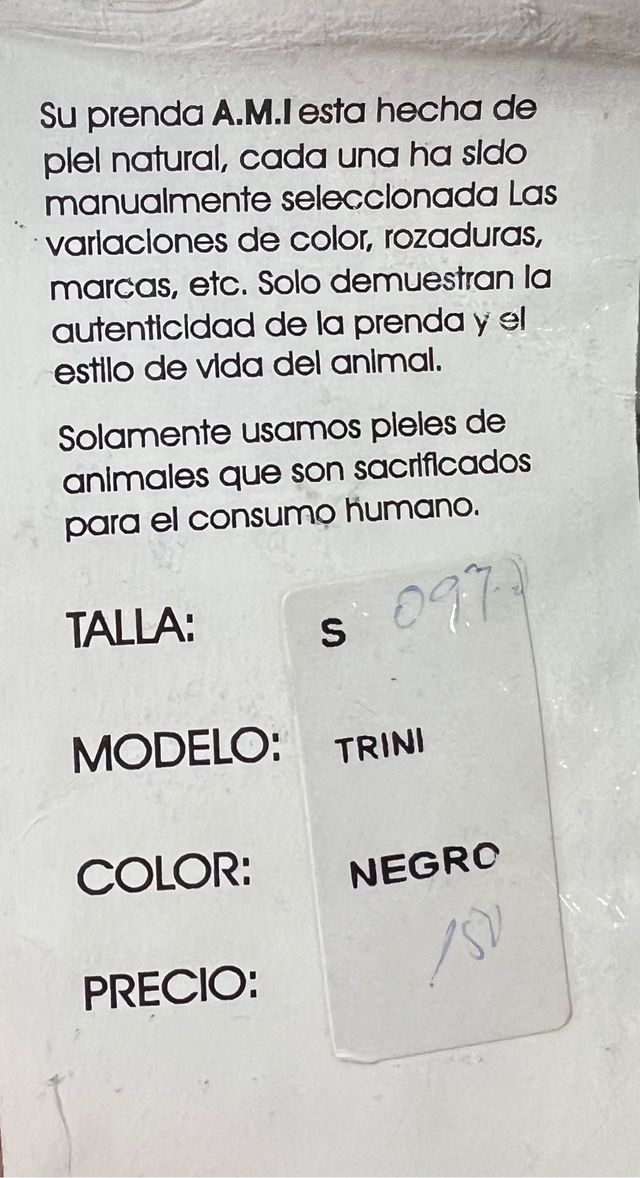 Su prenda A.M.I esta hecha de
piel natural, cada una ha sido
manualmente seleccionada Las
variaciones de color, rozaduras,
marcas, etc. Solo demuestran la
autenticidad de la prenda y el
estilo de vida del animal.
Solamente usamos pieles de
animales que son sacrificados
para el consumo humano.
TALLA: S 097
MODELO: TRINI
COLOR: NEGRO
PRECIO: